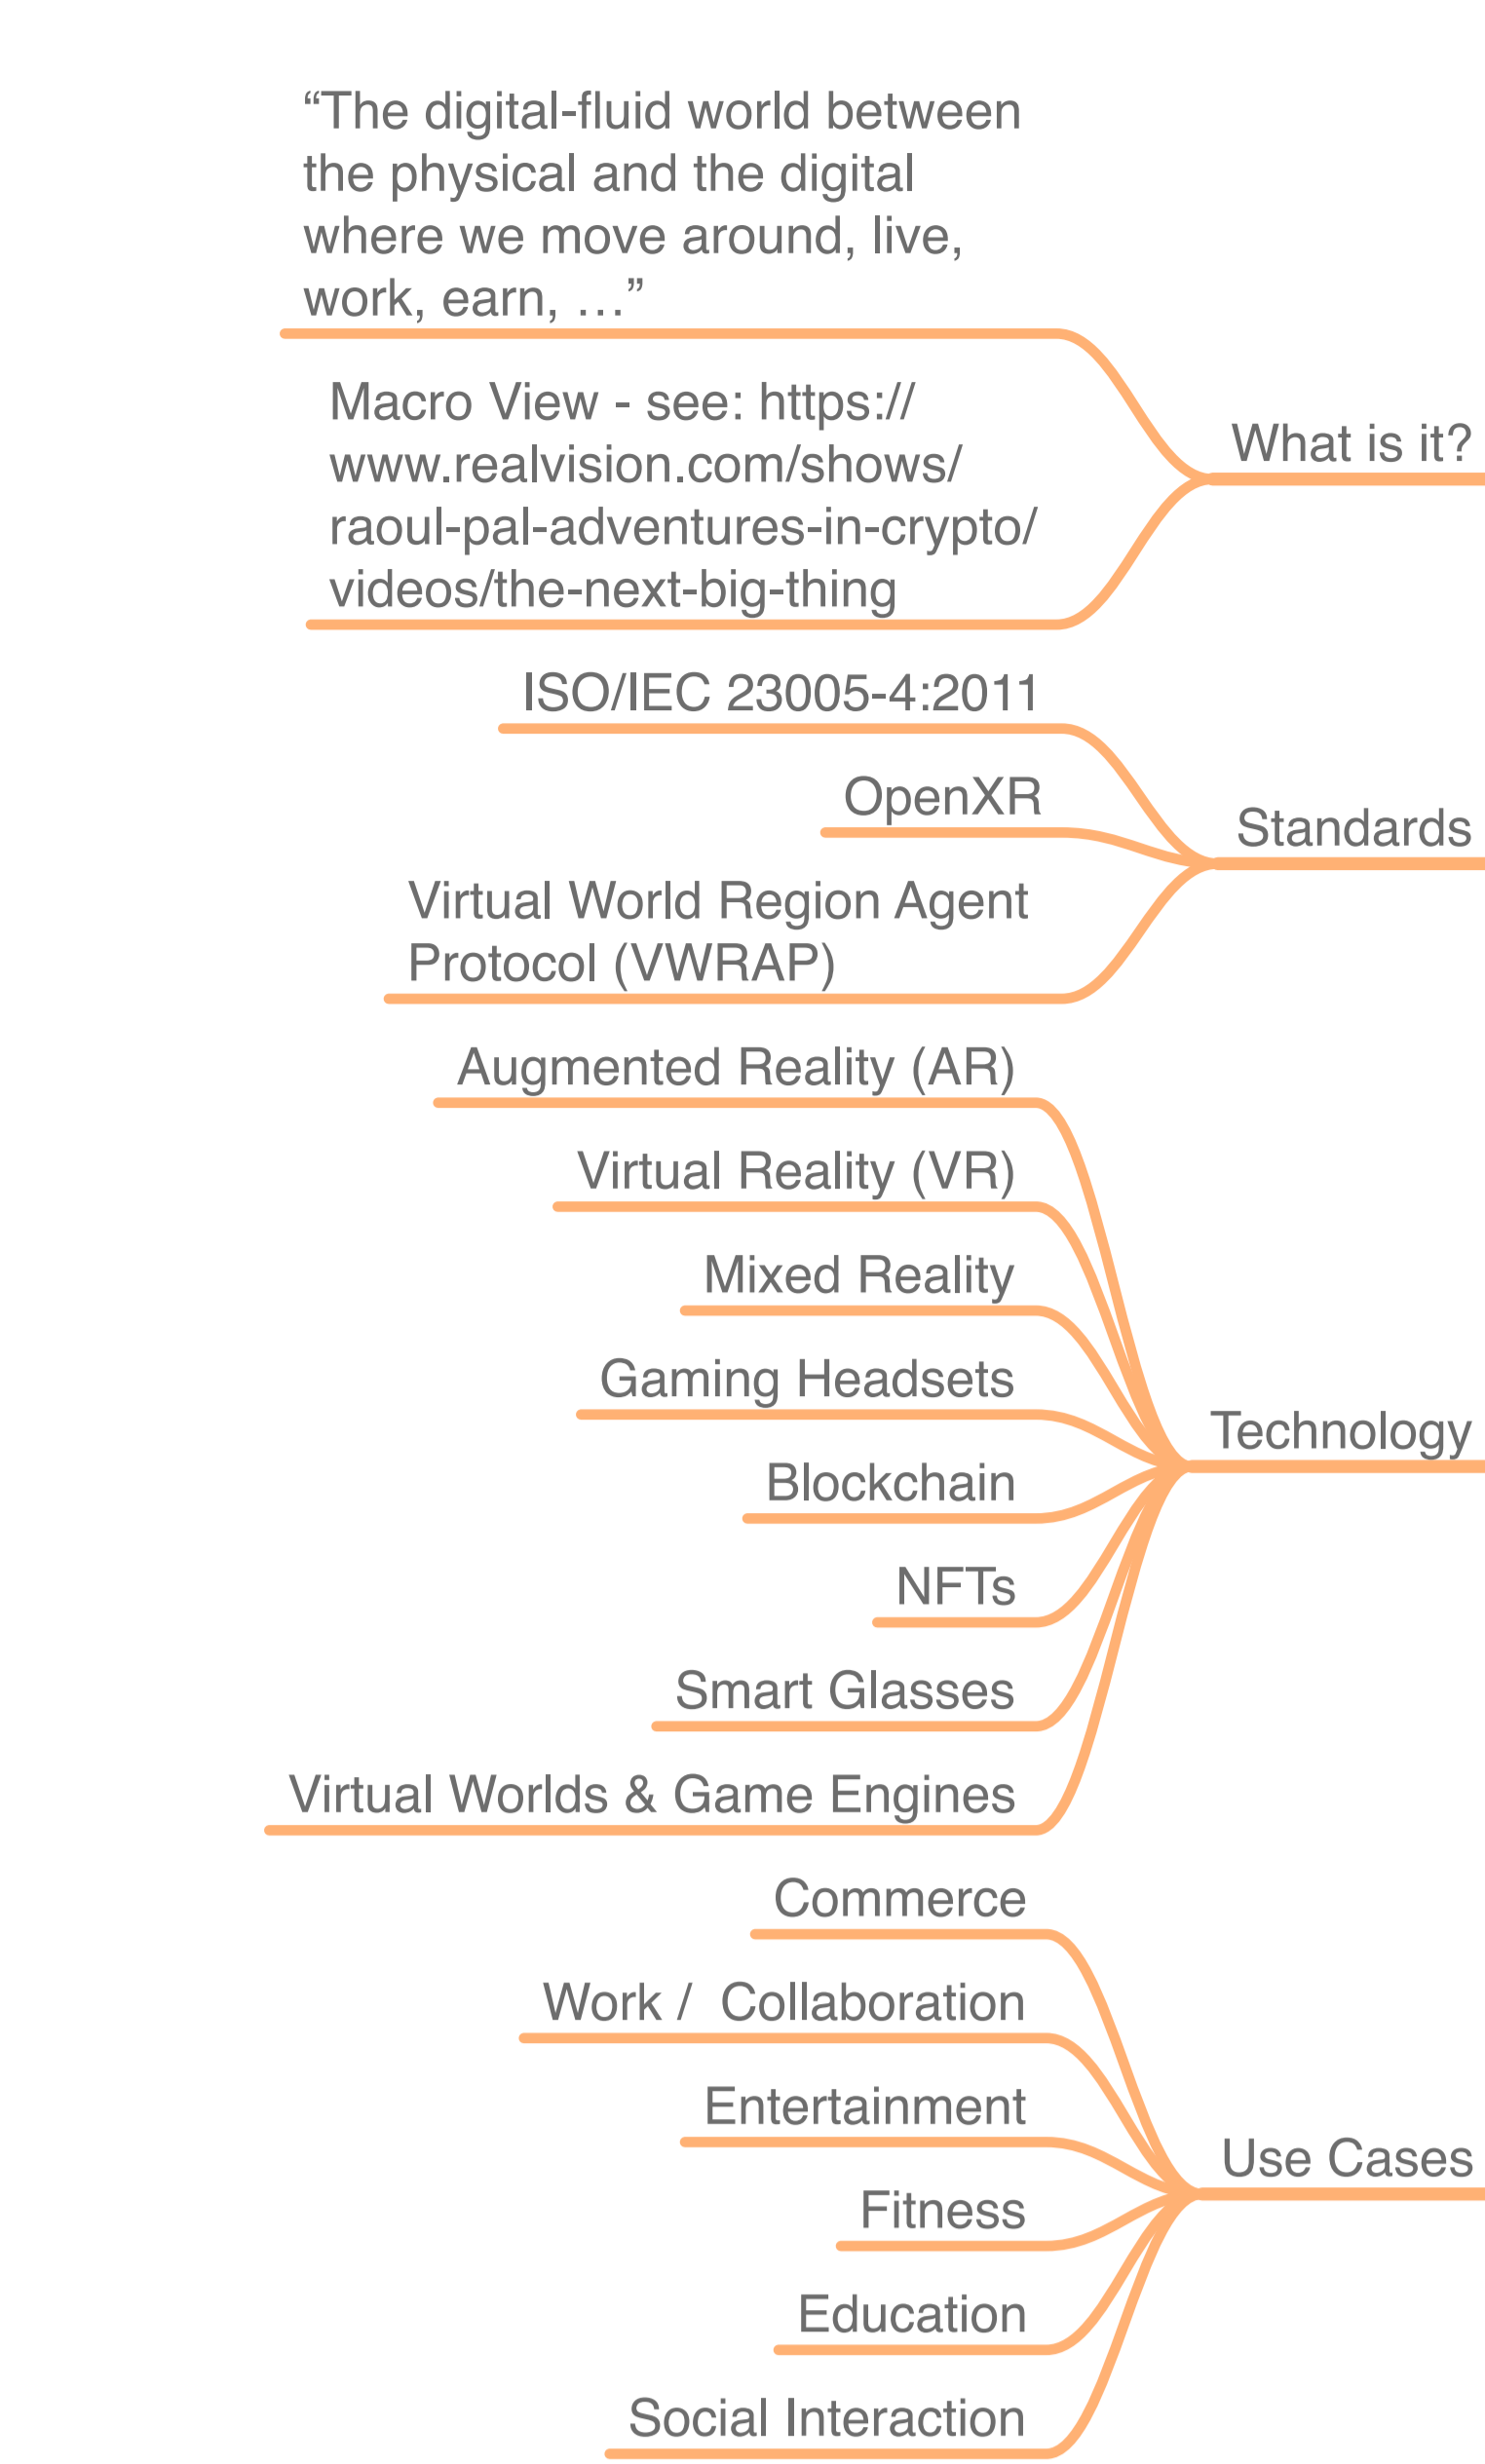 “The digital-fluid world between
the physical and the digital
where we move around, live,
work, earn, …”
Macro View - see: https://
www.realvision.com/shows/
raoul-pal-adventures-in-crypto/
videos/the-next-big-thing
What is it?
ISO/IEC 23005-4:2011
OpenXR
Virtual World Region Agent
Protocol (VWRAP)
Standards
Augmented Reality (AR)
Virtual Reality (VR)
Mixed Reality
Gaming Headsets
Blockchain
NFTs
Smart Glasses
Virtual Worlds & Game Engines
Technology
Commerce
Work /  Collaboration
Entertainment
Fitness
Education
Social Interaction
Use Cases